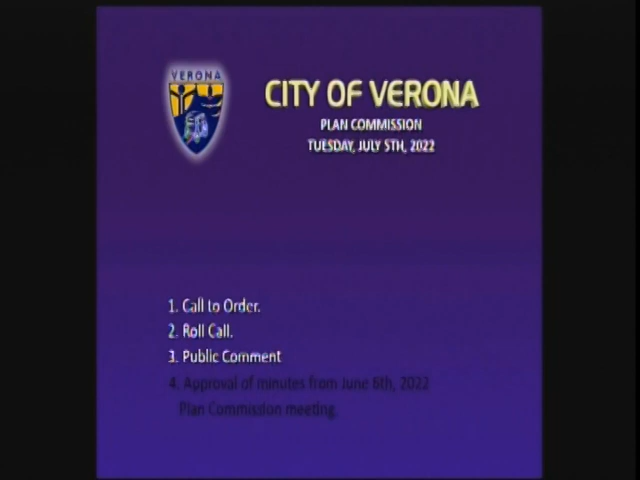 VERONA
CITY OF VERONA
PLAN COMMISSION
TUESDAY, JULY 5TH, 2022
1. Call to Order.
2. Roll Call.
3. Public Comment
4. Approval of minutes from June 6th, 2022
Plan Commission meeting.